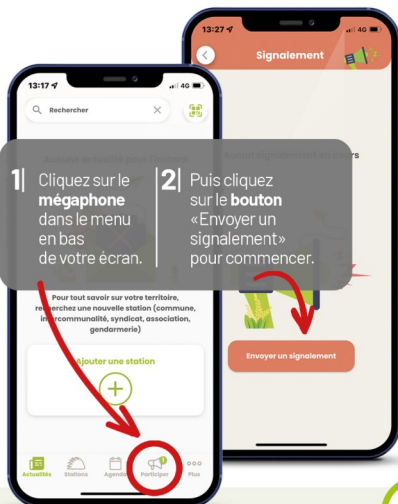 13:27
4G
Signalement
13:17
4G
Rechercher
1 Cliquez sur le
mégaphone
dans le menu
en bas
de votre écran.
2 Puis cliquez
sur le bouton
«Envoyer un
signalement»
pour commencer.
Pour tout savoir sur votre territoire,
recherchez une nouvelle station (commune,
intercommunalité, syndicat, association,
gendarmerie)
Ajouter une station
Envoyer un signalement
Actualités
Stations
Agenda
Participer
Plus